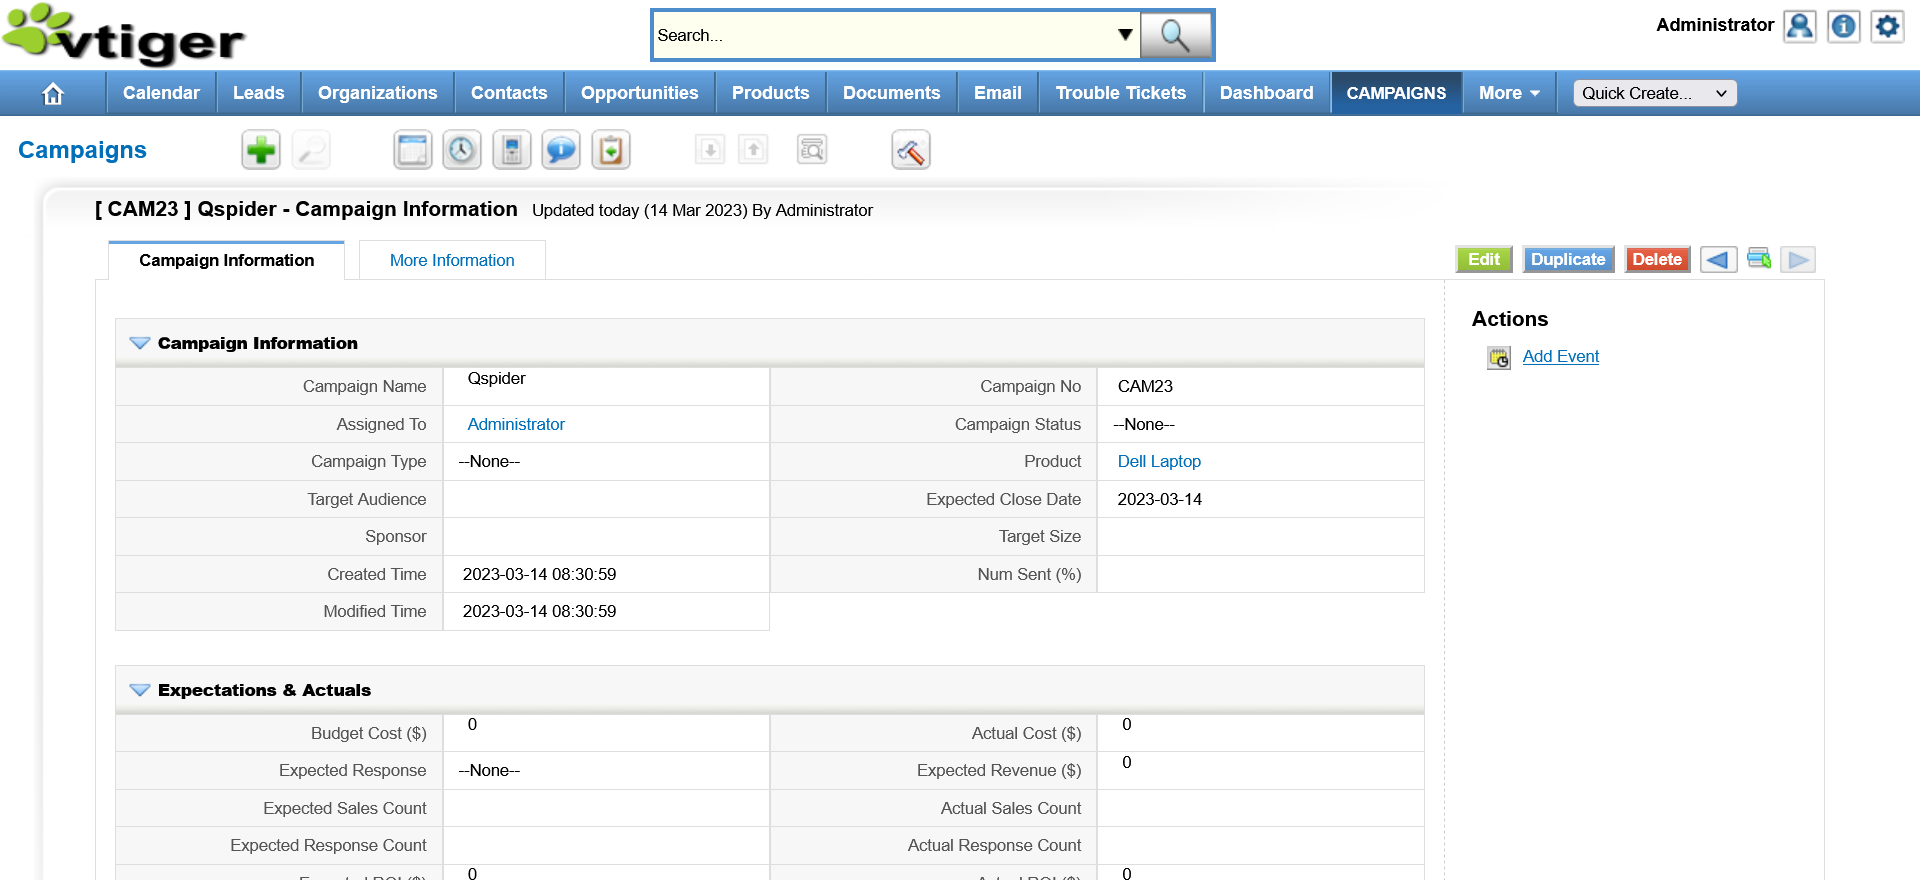 vtiger
Search...
Administrator
Calendar Leads Organizations Contacts Opportunities Products Documents Email Trouble Tickets Dashboard CAMPAIGNS More Quick Create...
Campaigns
[ CAM23 ] Qspider - Campaign Information Updated today (14 Mar 2023) By Administrator
Campaign Information More Information Edit Duplicate Delete
Actions
Add Event
Campaign Information
Campaign Name Qspider Campaign No CAM23
Assigned To Administrator Campaign Status --None--
Campaign Type --None-- Product Dell Laptop
Target Audience Expected Close Date 2023-03-14
Sponsor Target Size
Created Time 2023-03-14 08:30:59 Num Sent (%)
Modified Time 2023-03-14 08:30:59
Expectations & Actuals
Budget Cost ($) 0 Actual Cost ($) 0
Expected Response --None-- Expected Revenue ($) 0
Expected Sales Count Actual Sales Count
Expected Response Count Actual Response Count
0 0